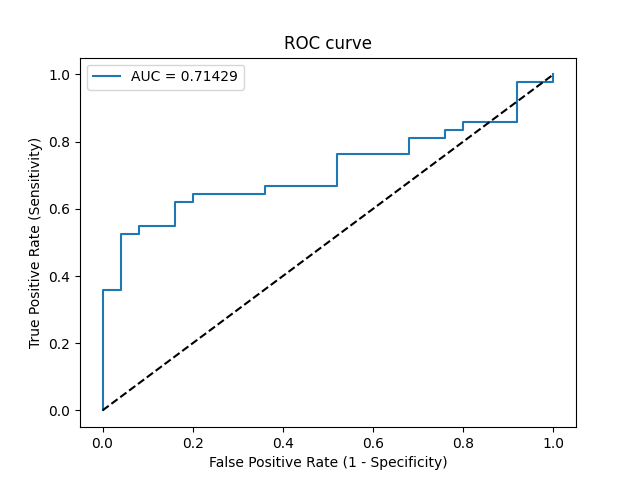 ROC curve
AUC = 0.71429
1.0
0.8
0.6
0.4
0.2
0.0
True Positive Rate (Sensitivity)
0.0 0.2 0.4 0.6 0.8 1.0
False Positive Rate (1 - Specificity)